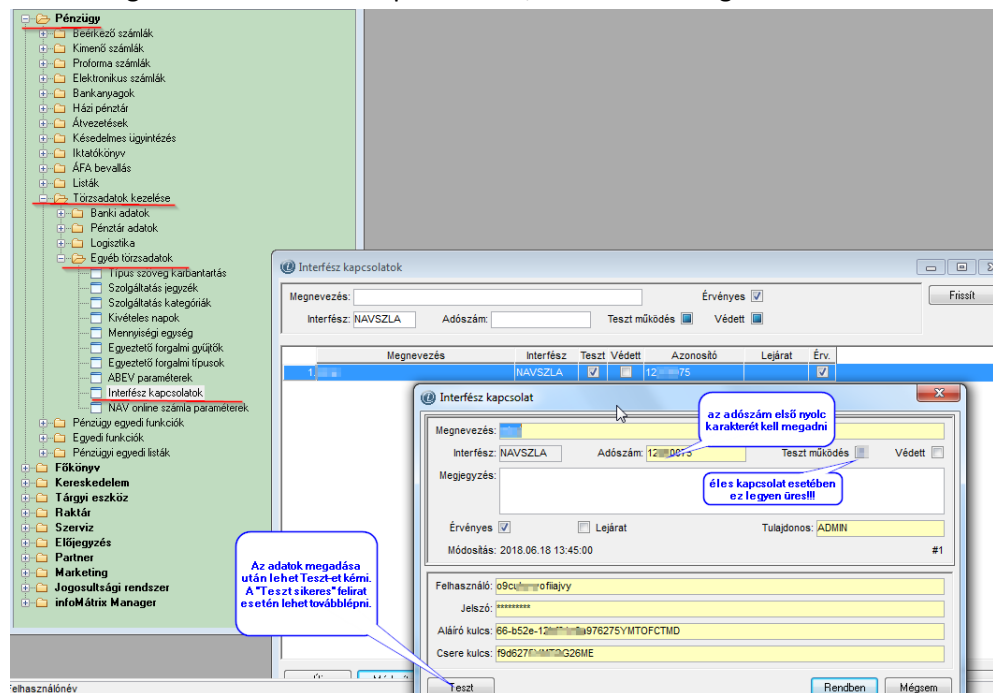 Pénzügy
Beérkező számlák
Kimenő számlák
Proforma számlák
Elektronikus számlák
Bankanyagok
Házi pénztár
Átvezetések
Késedelmes ügyintézés
Iktatókönyv
ÁFA bevallás
Listák
Törzsadatok kezelése
Banki adatok
Pénztár adatok
Logisztika
Egyéb törzsadatok
Típus szöveg karbantartás
Szolgáltatás jegyzék
Szolgáltatás kategóriák
Kivételes napok
Mennyiségi egység
Egyeztető forgalmi gyűjtők
Egyeztető forgalmi típusok
ABEV paraméterek
Interfész kapcsolatok
NAV online számla paraméterek
Pénzügy egyedi funkciók
Egyedi funkciók
Pénzügyi egyedi listák
Főkönyv
Kereskedelem
Tárgyi eszköz
Raktár
Szerviz
Előjegyzés
Partner
Marketing
Jogosultsági rendszer
infoMátrix Manager
Interfész kapcsolatok
Megnevezés: Érvényes
Frissít
Interfész: NAVSZLA Adószám: Teszt működés Védett
Megnevezés Interfész Teszt Védett Azonosító Lejárat Érv.
1. NAVSZLA 12 75
Interfész kapcsolat
az adószám első nyolc
karakterét kell megadni
Megnevezés:
Interfész: NAVSZLA Adószám: Teszt működés Védett
Megjegyzés:
éles kapcsolat esetében
ez legyen üres!!!
Érvényes Lejárat Tulajdonos: ADMIN
Módosítás: 2018.06.18 13:45:00 #1
Az adatok megadása
után lehet Teszt-et kérni.
A "Teszt sikeres" felirat
esetén lehet továbblépni.
Felhasználó:
Jelszó: *********
Aláíró kulcs:
Csere kulcs:
Teszt Rendben Mégsem
elhasználónév